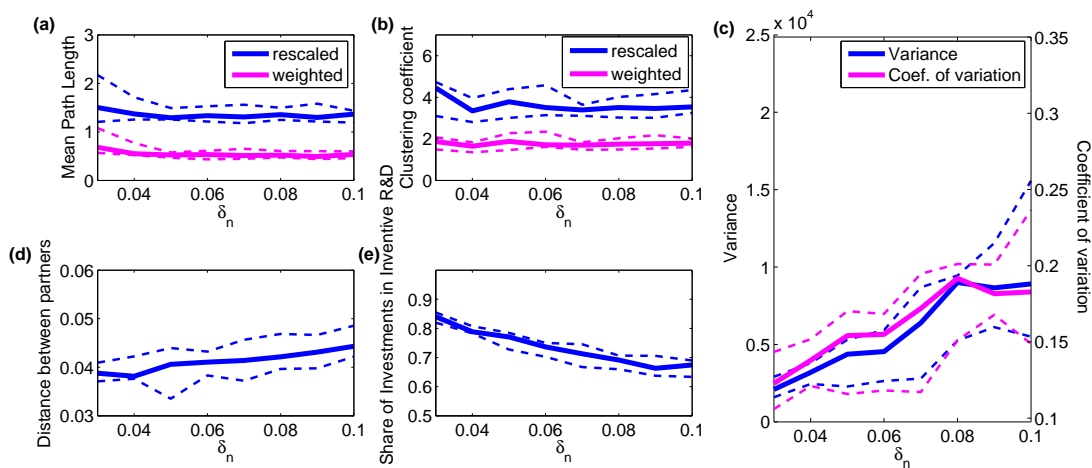 (a)
3
2
1
0
Mean Path Length
rescaled
weighted
0.04 0.06 0.08 0.1
δn
(b)
6
4
2
0
Clustering coefficient
rescaled
weighted
0.04 0.06 0.08 0.1
δn
(c)
x 10^4
2.5
2
1.5
1
0.5
0
Variance
Variance
Coef. of variation
0.35
0.3
0.25
0.2
0.15
0.1
Coefficient of variation
0.04 0.06 0.08 0.1
δn
(d)
0.06
0.05
0.04
0.03
Distance between partners
0.04 0.06 0.08 0.1
δn
(e)
0.9
0.8
0.7
0.6
0.5
Share of Investments in Inventive R&D
0.04 0.06 0.08 0.1
δn